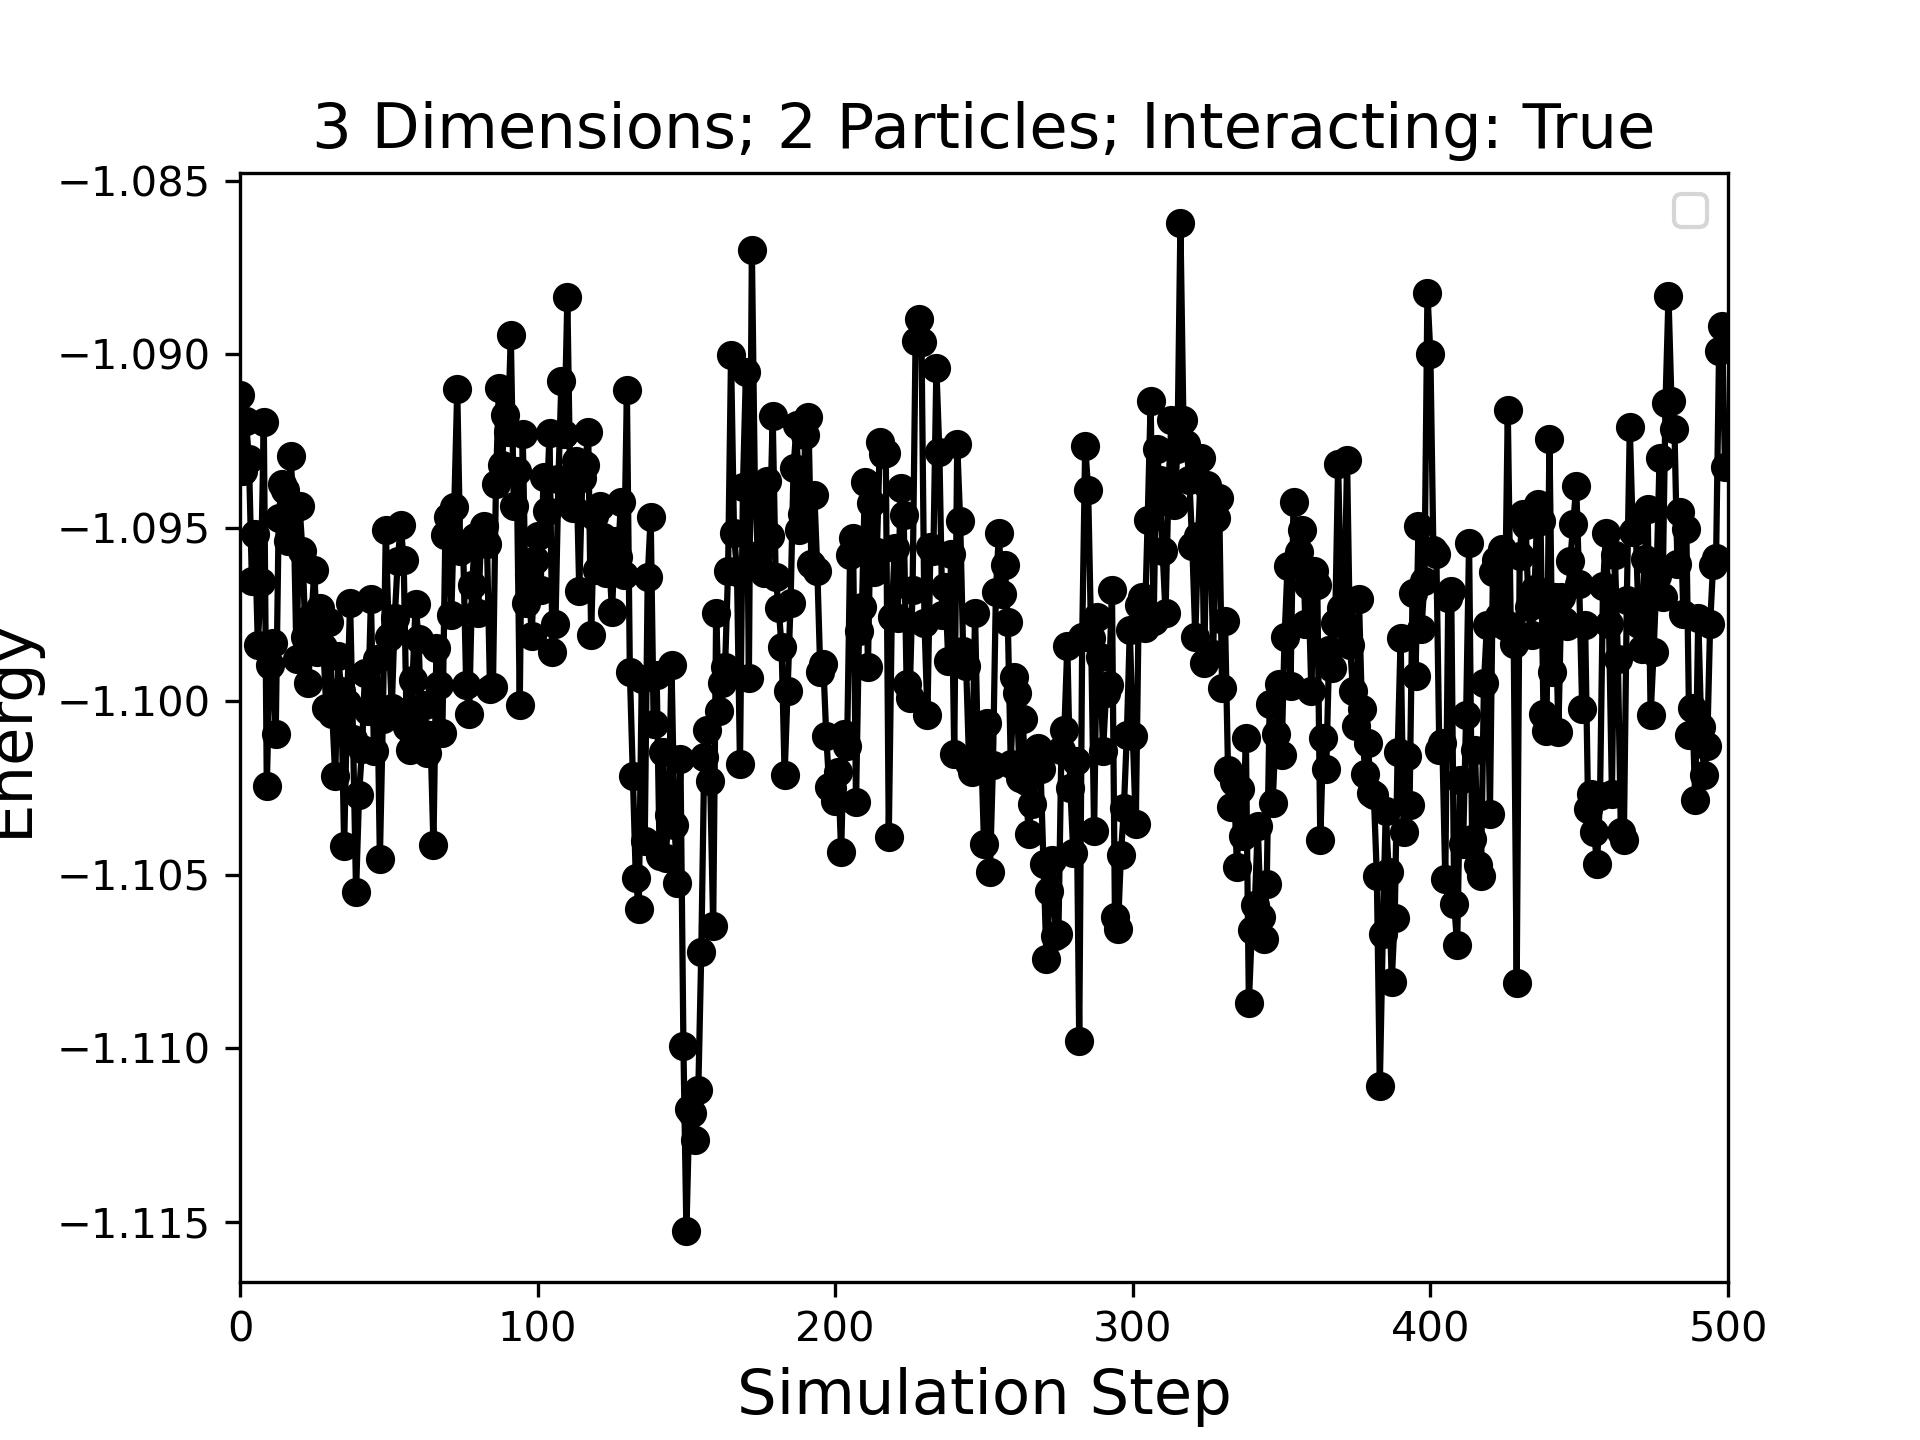 3 Dimensions; 2 Particles; Interacting: True
−1.085
−1.090
−1.095
−1.100
−1.105
−1.110
−1.115
Energy
0 100 200 300 400 500
Simulation Step